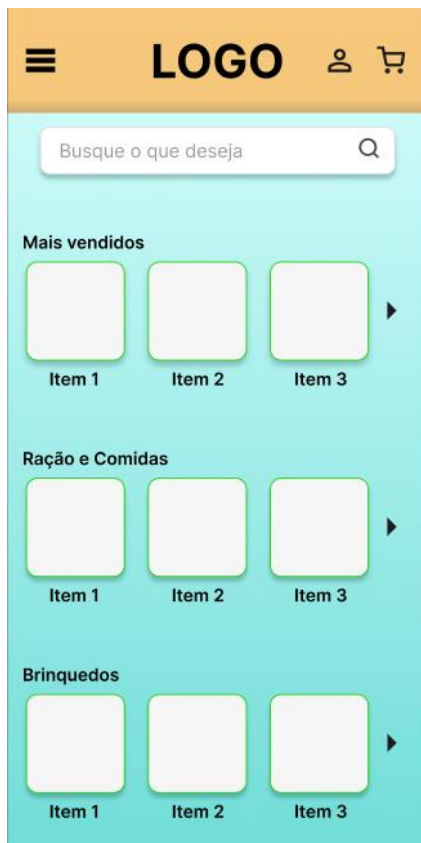 LOGO
Busque o que deseja
Mais vendidos
Item 1 Item 2 Item 3
Ração e Comidas
Item 1 Item 2 Item 3
Brinquedos
Item 1 Item 2 Item 3